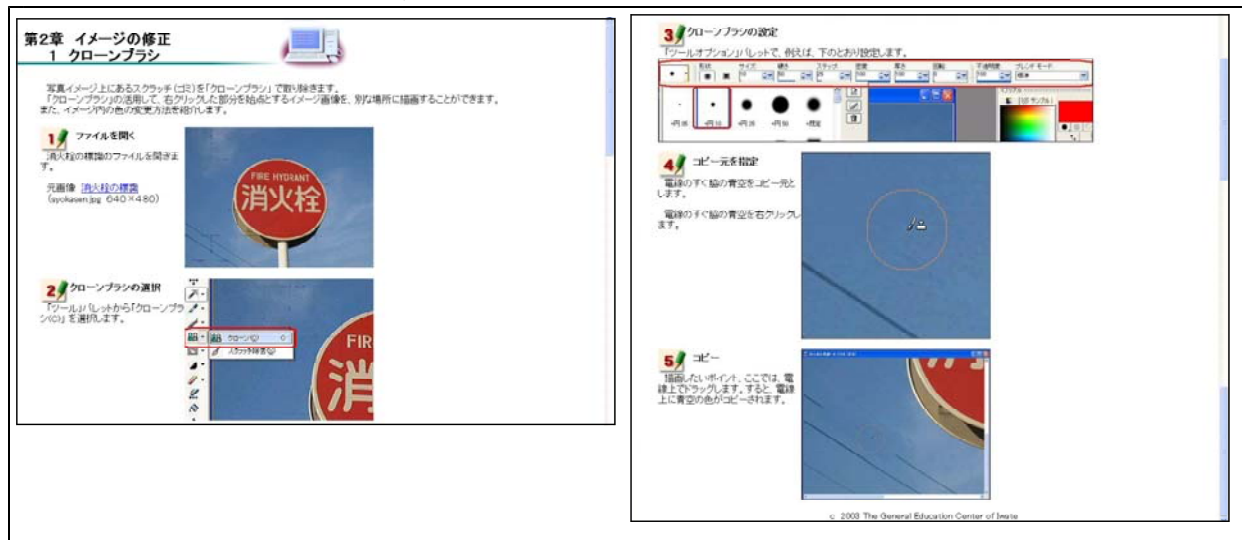 第2章 イメージの修正
1 クローンブラシ
写真イメージ上にあるスクラッチ(ゴミ)を「クローンブラシ」で取り除きます。
「クローンブラシ」の活用して、右クリックした部分を始点とするイメージ画像を、別な場所に描画することができます。
また、イメージ内の色の変更方法を紹介します。
1 ファイルを開く
消火栓の標識のファイルを開きま
す。
元画像 消火栓の標識
(syokasen.jpg 640×480)
FIRE HYDRANT
消火栓
2 クローンブラシの選択
「ツール」パレットから「クローンブラ
シ(C)」を選択します。
クローン(C) C
スクラッチ除去(S)
FIR
消
3 クローンブラシの設定
「ツールオプション」パレットで、例えば、下のとおり設定します。
形状 サイズ 硬さ ステップ 密度 厚さ 回転 不透明度 ブレンド モード
10 50 25 100 100 0 100 標準
4 コピー元を指定
電線のすぐ脇の青空をコピー元と
します。
電線のすぐ脇の青空を右クリックし
ます。
5 コピー
描画したいポイント、ここでは、電
線上でドラッグします。すると、電線
上に青空の色がコピーされます。
c 2003 The General Education Center of Iwate